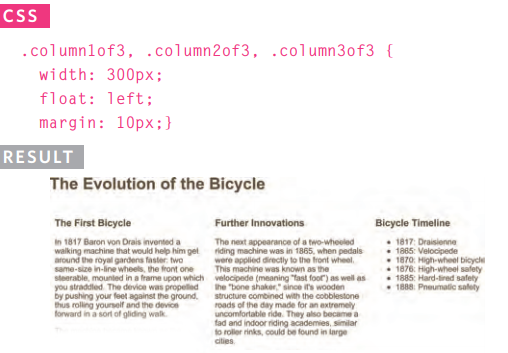 CSS
.column1of3, .column2of3, .column3of3 {
width: 300px;
float: left;
margin: 10px;}
RESULT
The Evolution of the Bicycle
The First Bicycle
In 1817 Baron von Drais invented a
walking machine that would help him get
around the royal gardens faster: two
same-size in-line wheels, the front one
steerable, mounted in a frame upon which
you straddled. The device was propelled
by pushing your feet against the ground,
thus rolling yourself and the device
forward in a sort of gliding walk.
Further Innovations
The next appearance of a two-wheeled
riding machine was in 1865, when pedals
were applied directly to the front wheel.
This machine was known as the
velocipede (meaning "fast foot") as well as
the "bone shaker," since it's wooden
structure combined with the cobblestone
roads of the day made for an extremely
uncomfortable ride. They also became a
fad and indoor riding academies, similar
to roller rinks, could be found in large
cities.
Bicycle Timeline
• 1817: Draisienne
• 1865: Velocipede
• 1870: High-wheel bicycle
• 1876: High-wheel safety
• 1885: Hard-tired safety
• 1888: Pneumatic safety